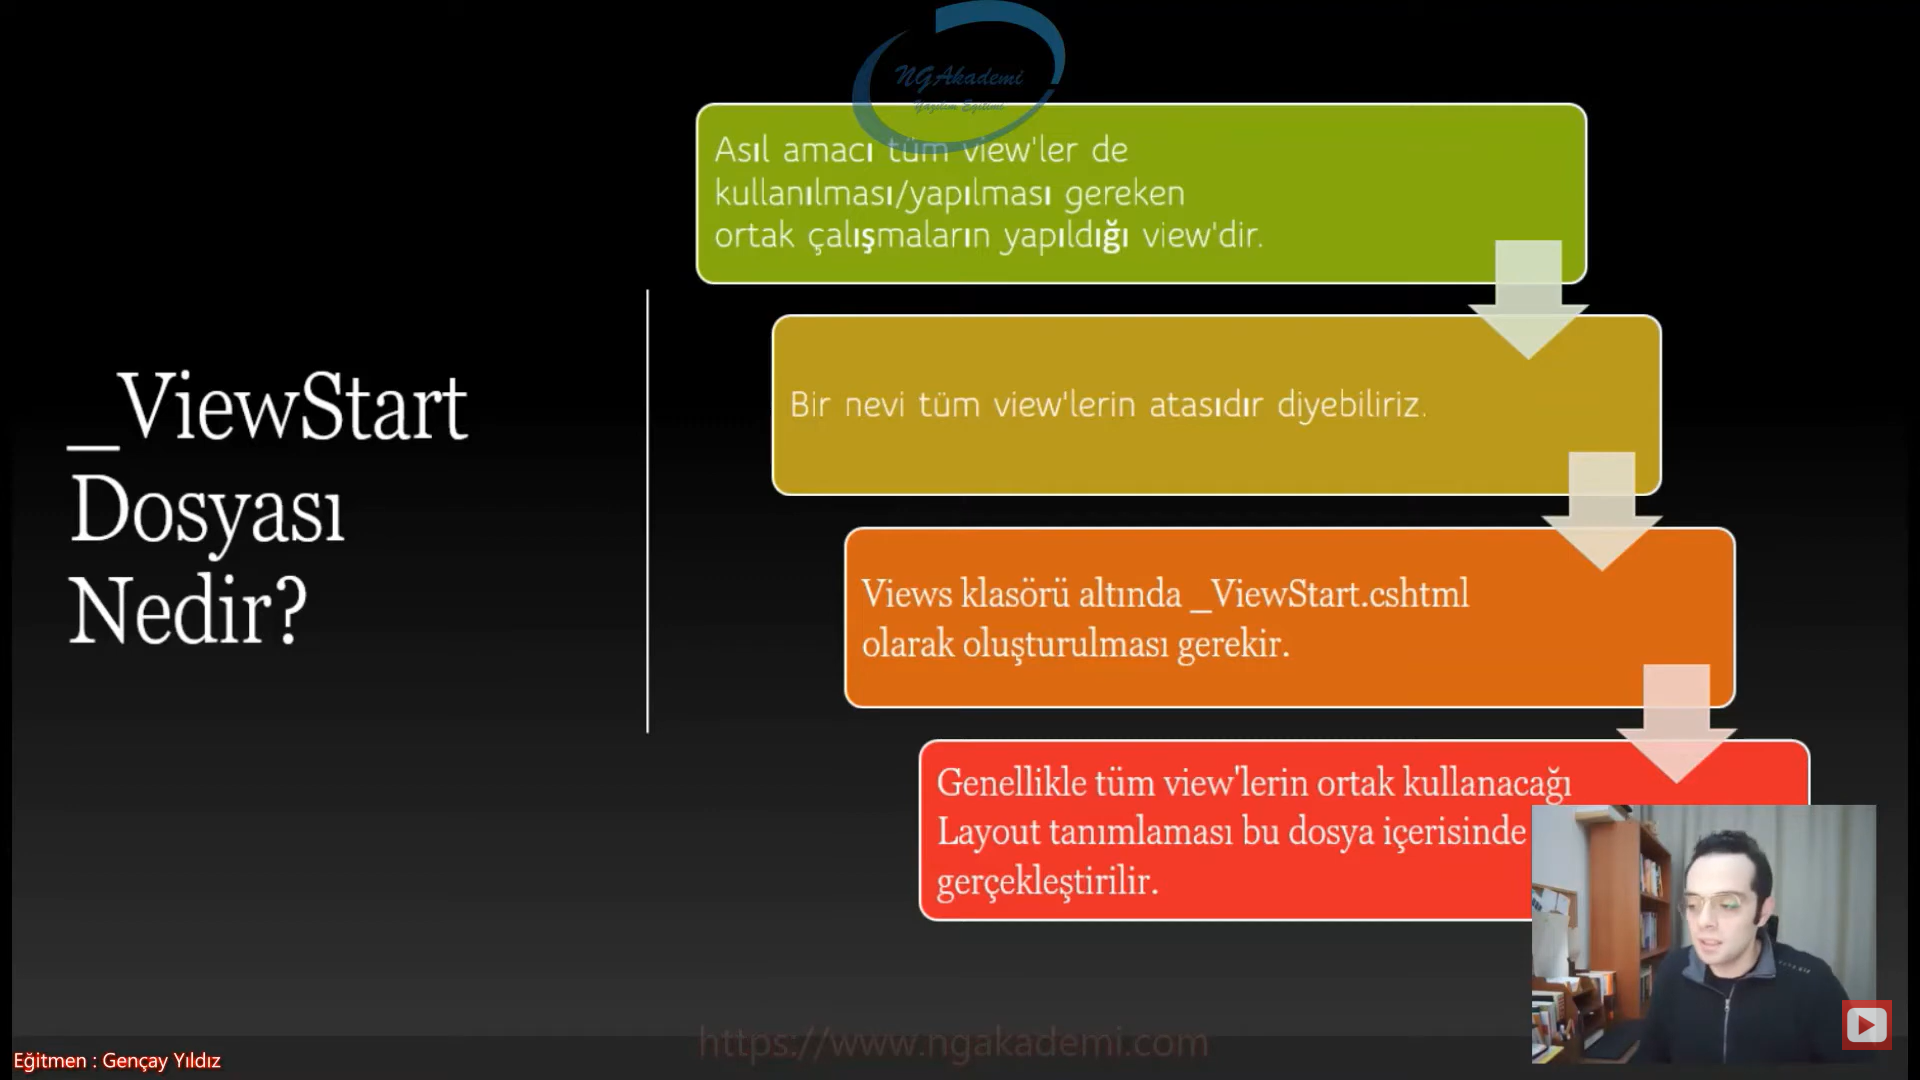 NGAkademi
Yazılım Eğitimi
_ViewStart
Dosyası
Nedir?
Asıl amacı tüm view'ler de
kullanılması/yapılması gereken
ortak çalışmaların yapıldığı view'dir.
Bir nevi tüm view'lerin atasıdır diyebiliriz.
Views klasörü altında _ViewStart.cshtml
olarak oluşturulması gerekir.
Genellikle tüm view'lerin ortak kullanacağı
Layout tanımlaması bu dosya içerisinde
gerçekleştirilir.
https://www.ngakademi.com
Eğitmen : Gençay Yıldız